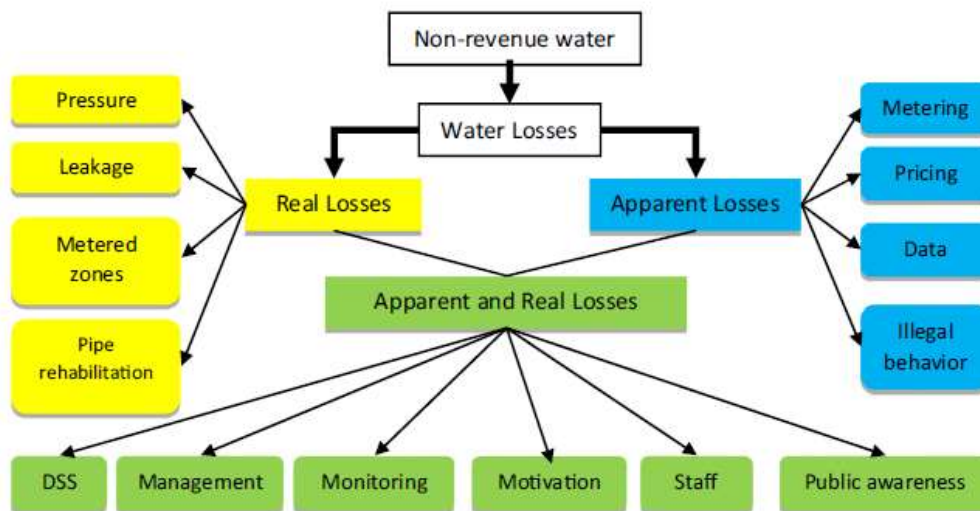 Non-revenue water
Water Losses
Pressure
Leakage
Metered
zones
Pipe
rehabilitation
Real Losses
Apparent Losses
Metering
Pricing
Data
Illegal
behavior
Apparent and Real Losses
DSS
Management
Monitoring
Motivation
Staff
Public awareness